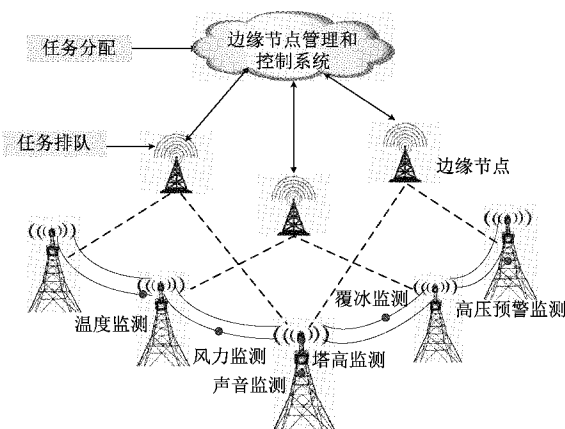 任务分配
边缘节点管理和
控制系统
任务排队
边缘节点
覆冰监测
高压预警监测
温度监测
风力监测
塔高监测
声音监测